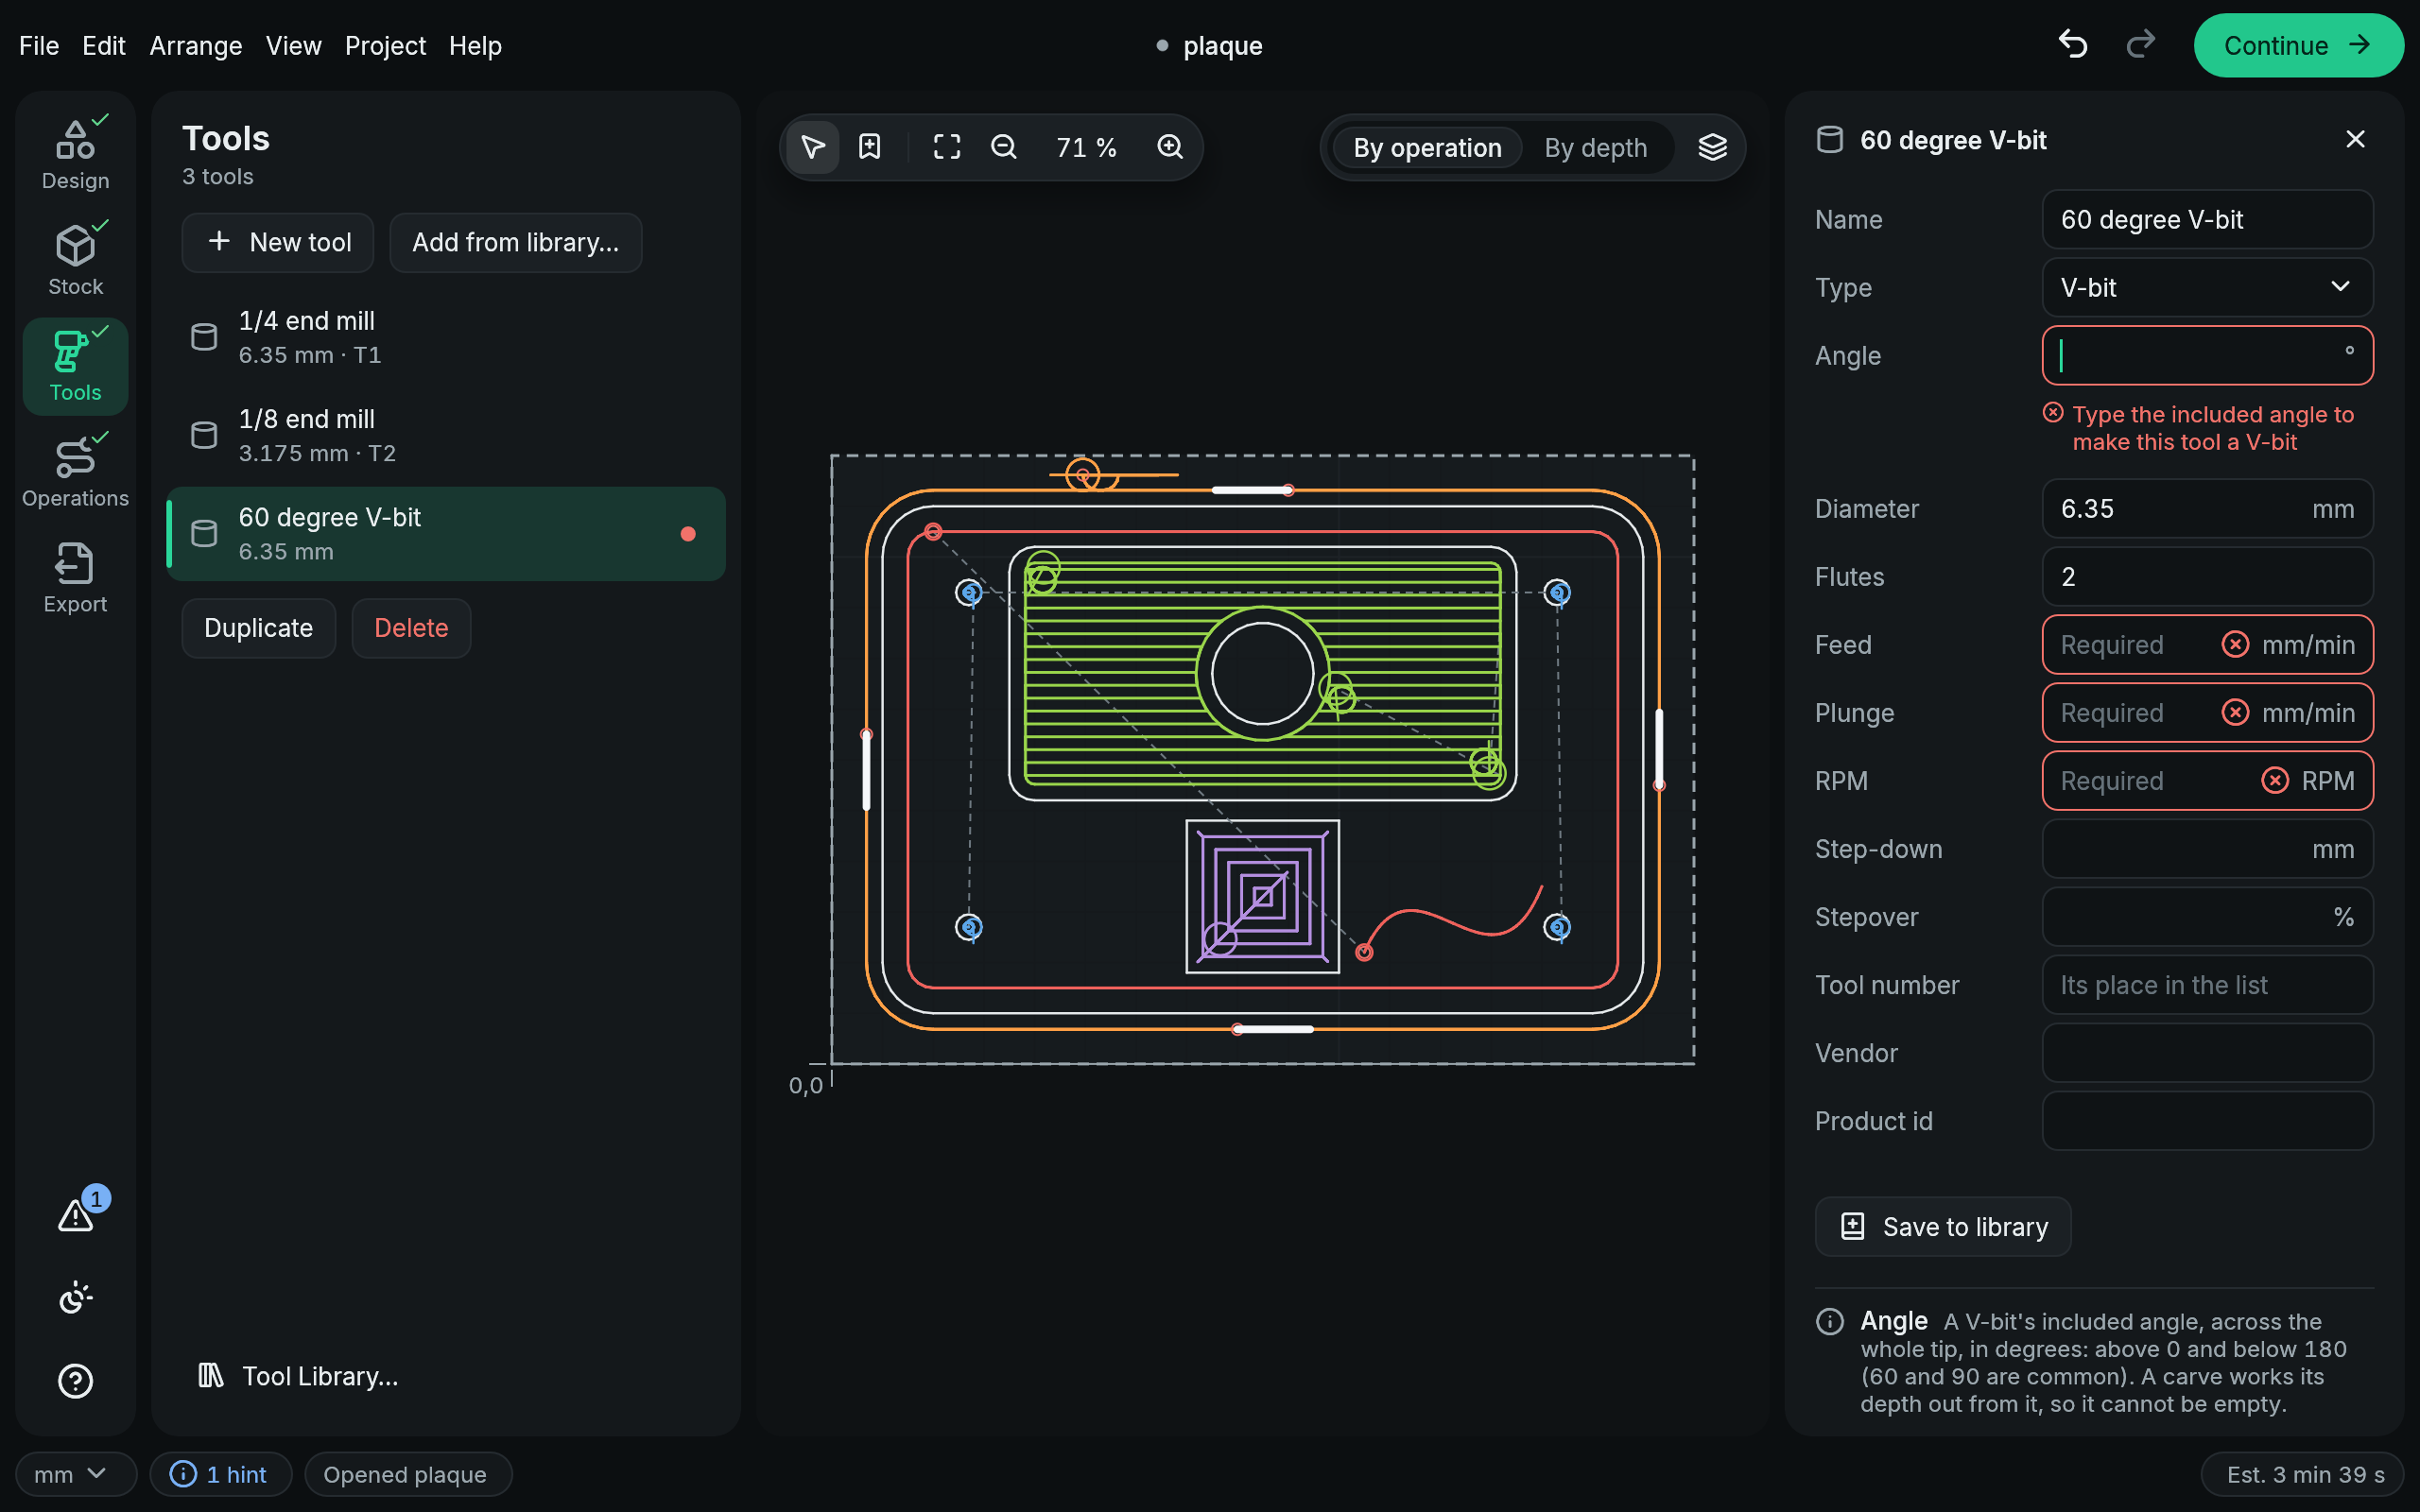 File Edit Arrange View Project Help
plaque
Continue
Design
Stock
Tools
Operations
Export
1
Tools
3 tools
New tool
Add from library...
1/4 end mill
6.35 mm · T1
1/8 end mill
3.175 mm · T2
60 degree V-bit
6.35 mm
Duplicate
Delete
Tool Library...
71 %
By operation
By depth
0,0
60 degree V-bit
Name
60 degree V-bit
Type
V-bit
Angle
°
Type the included angle to
make this tool a V-bit
Diameter
6.35 mm
Flutes
2
Feed
Required mm/min
Plunge
Required mm/min
RPM
Required RPM
Step-down
mm
Stepover
%
Tool number
Its place in the list
Vendor
Product id
Save to library
Angle A V-bit's included angle, across the
whole tip, in degrees: above 0 and below 180
(60 and 90 are common). A carve works its
depth out from it, so it cannot be empty.
mm
1 hint
Opened plaque
Est. 3 min 39 s